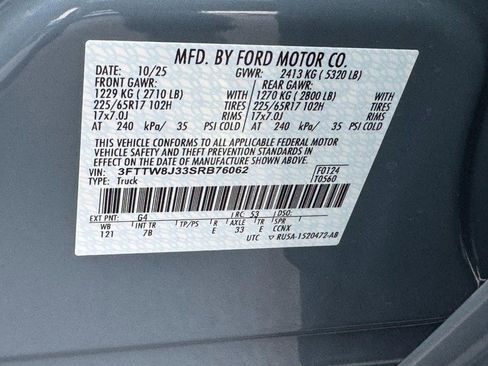 MFD. BY FORD MOTOR CO.
DATE: 10/25 GVWR: 2413 KG ( 5320 LB)
FRONT GAWR: REAR GAWR:
1229 KG ( 2710 LB) WITH 1270 KG ( 2800 LB) WITH
225/65R17 102H TIRES 225/65R17 102H TIRES
17x7.0J RIMS 17x7.0J RIMS
AT 240 kPa/ 35 PSI COLD AT 240 kPa/ 35 PSI COLD
THIS VEHICLE CONFORMS TO ALL APPLICABLE FEDERAL MOTOR
VEHICLE SAFETY AND THEFT PREVENTION STANDARDS IN
EFFECT ON THE DATE OF MANUFACTURE SHOWN ABOVE.
VIN: 3FTTW8J33SRB76062 F0124
TYPE: Truck T0560
EXT PNT: G4 RC: 53 DSO:
WB INT TR TP/PS R AXLE TR SPR
121 7B E 33 E CCNX
UTC RU5A-1520472-AB